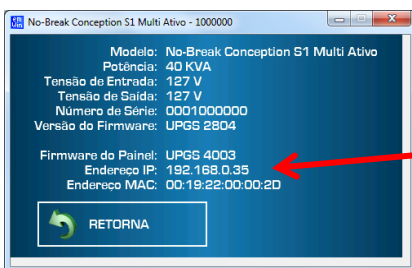 No-Break Conception S1 Multi Ativo - 1000000
Modelo: No-Break Conception S1 Multi Ativo
Potência: 40 KVA
Tensão de Entrada: 127 V
Tensão de Saída: 127 V
Número de Série: 0001000000
Versão do Firmware: UPGS 2804
Firmware do Painel: UPGS 4003
Endereço IP: 192.168.0.35
Endereço MAC: 00:19:22:00:00:2D
RETORNA